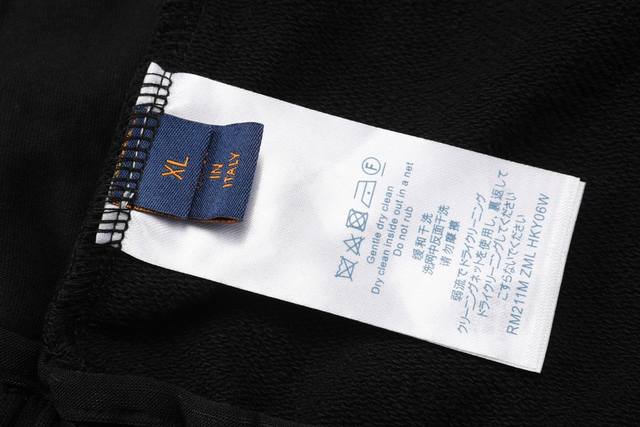 XL
IN
ITALY
F
Gentle dry clean
Dry clean inside out in a net
Do not rub
缓和干洗
洗网中反面干洗
请勿摩擦
弱流でドライクリーニング
クリーニングネットを使用し、裏返して
ドライクリーニングしてください
こすらないでください
RM211M ZML HKY06W